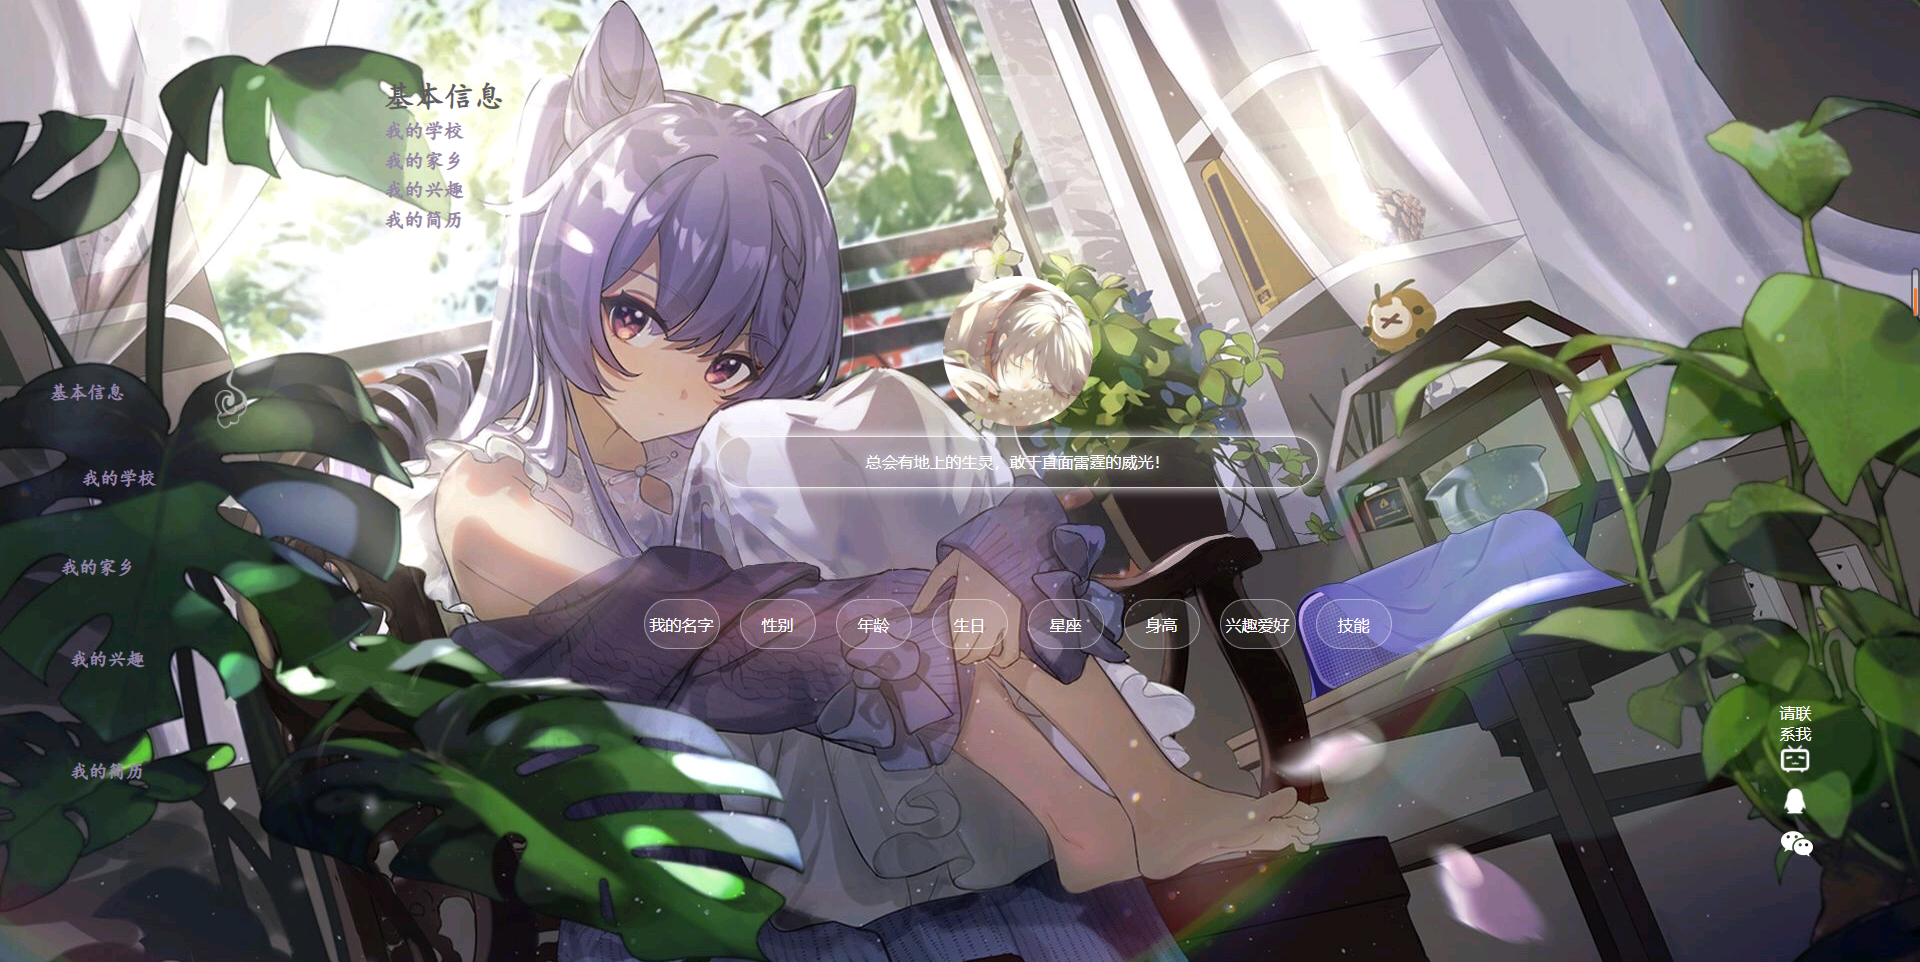 基本信息
我的学校
我的家乡
我的兴趣
我的简历
基本信息
我的学校
我的家乡
我的兴趣
我的简历
总会有地上的生灵，敢于直面雷霆的威光！
我的名字
性别
年龄
生日
星座
身高
兴趣爱好
技能
请联
系我